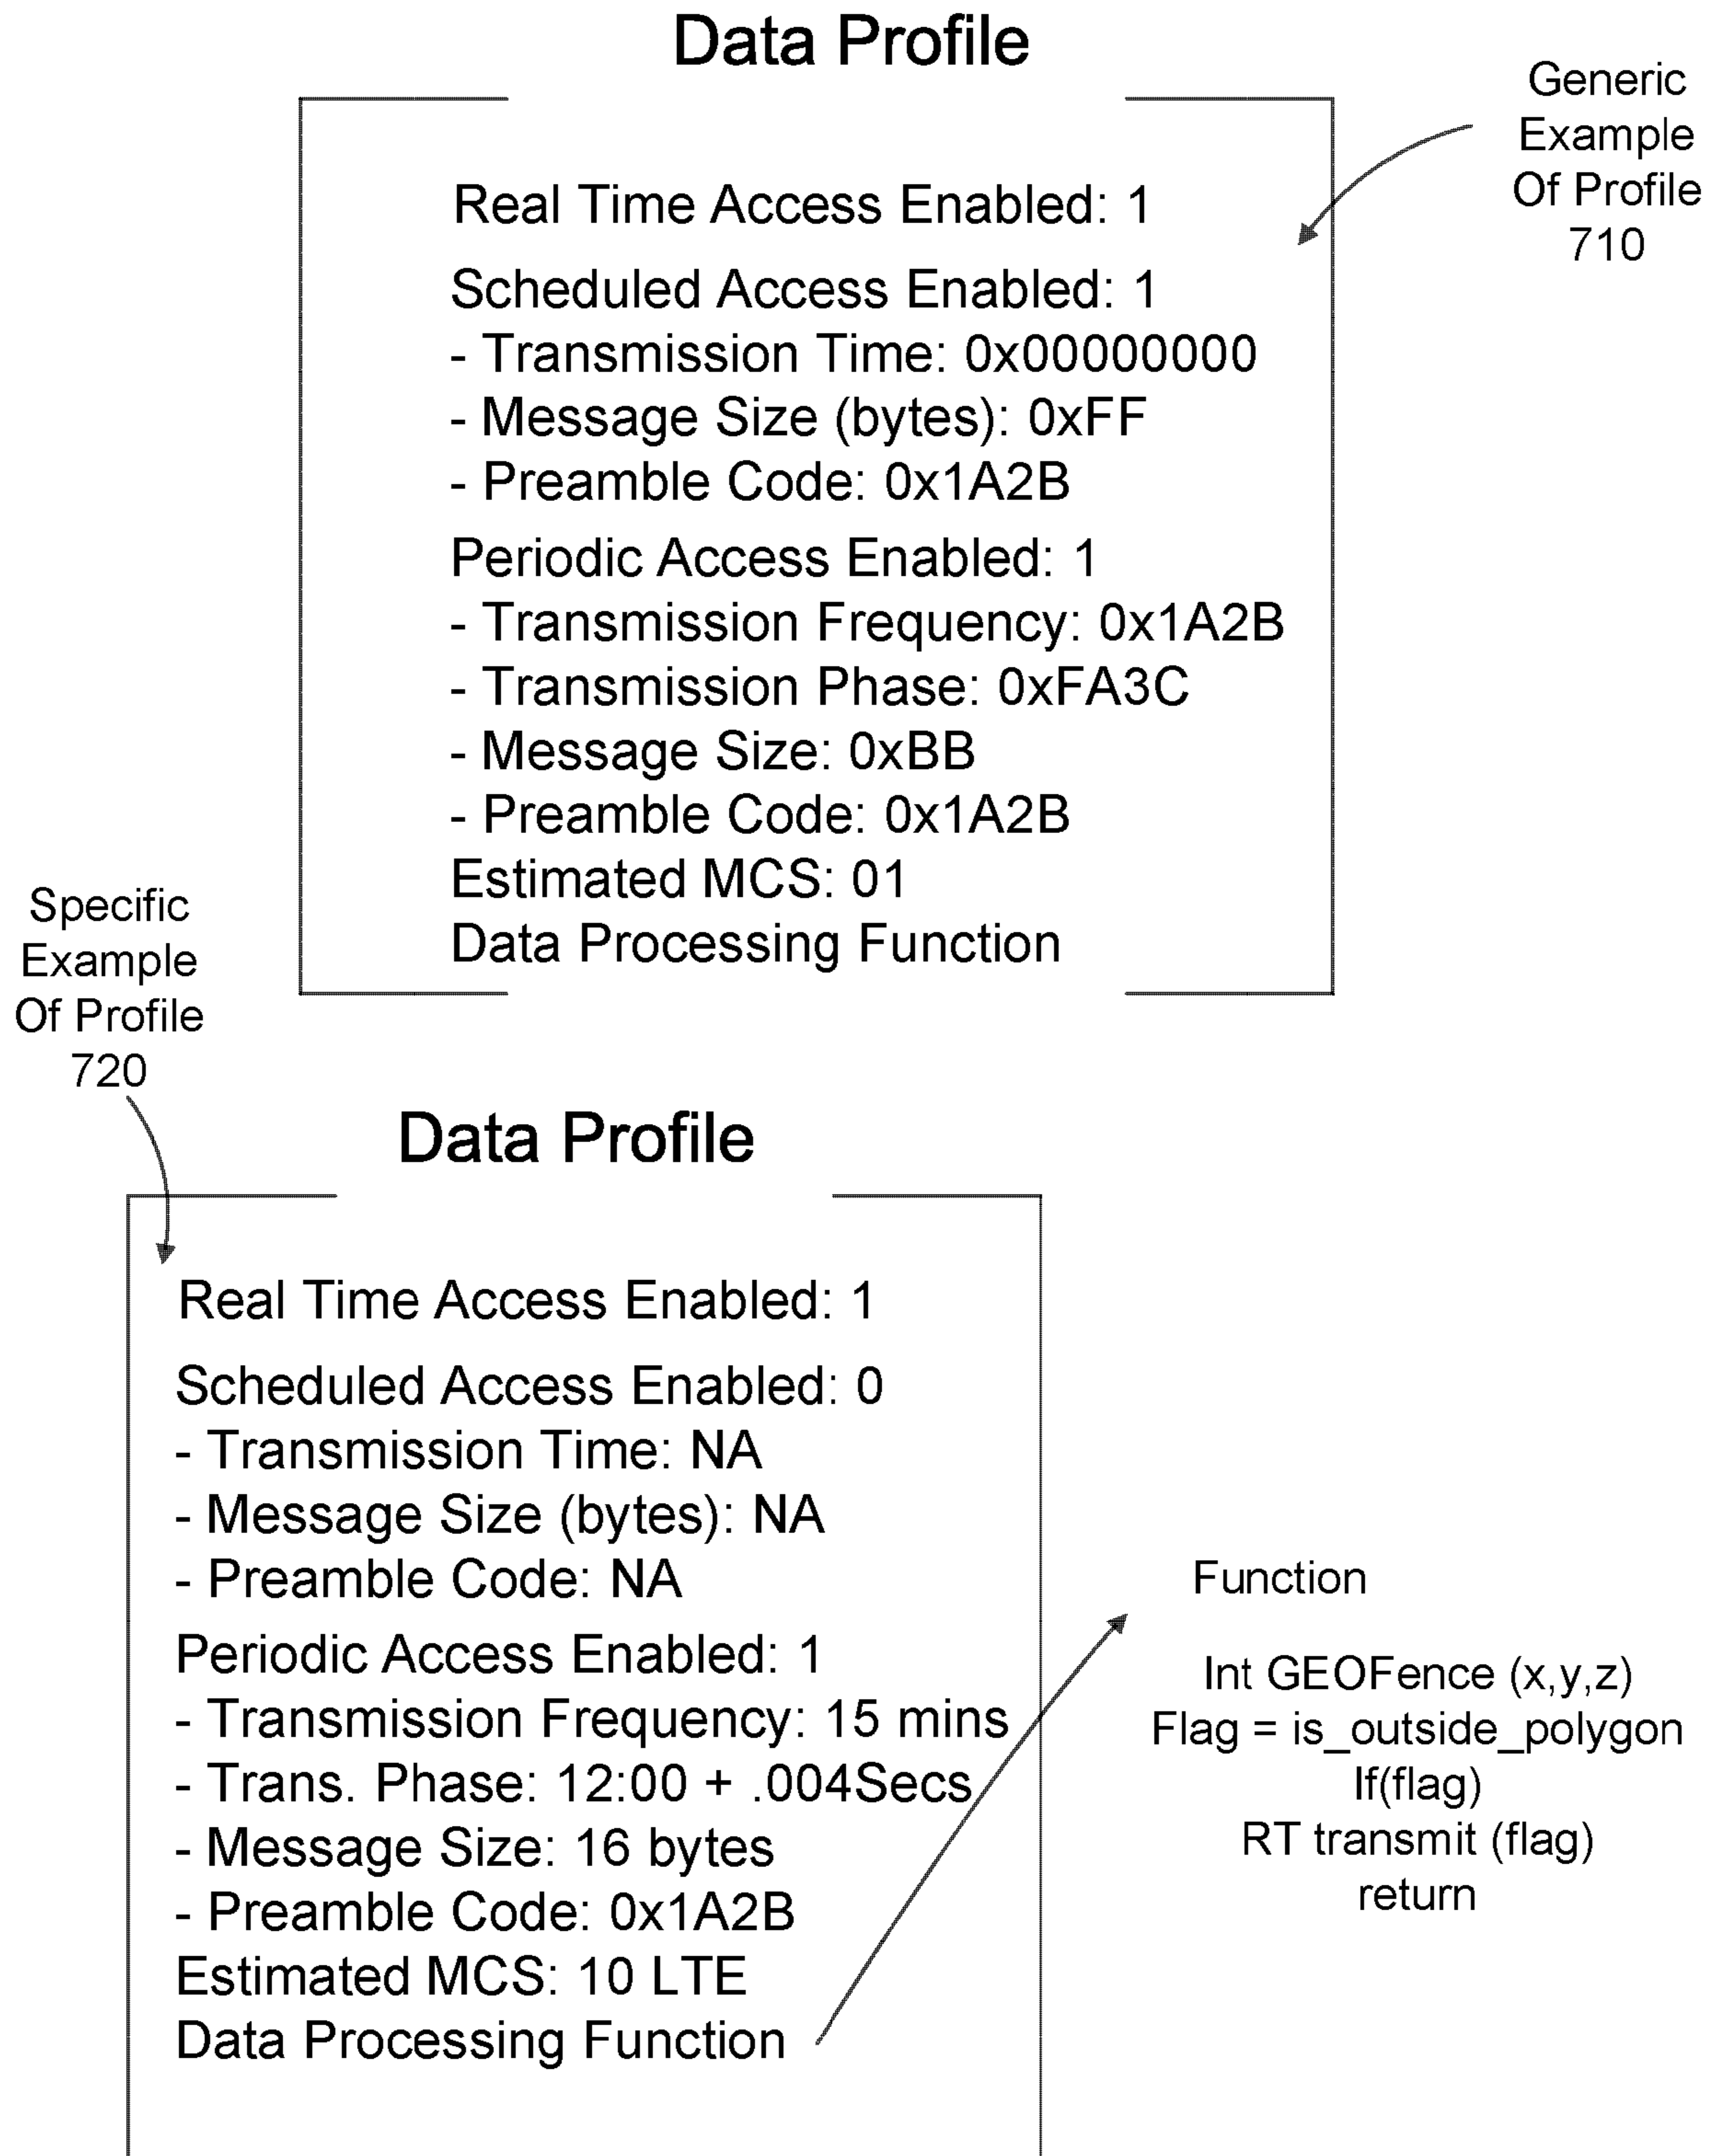 Data Profile
Generic
Example
Of Profile
710
Real Time Access Enabled: 1
Scheduled Access Enabled: 1
- Transmission Time: 0x00000000
- Message Size (bytes): 0xFF
- Preamble Code: 0x1A2B
Periodic Access Enabled: 1
- Transmission Frequency: 0x1A2B
- Transmission Phase: 0xFA3C
- Message Size: 0xBB
- Preamble Code: 0x1A2B
Estimated MCS: 01
Data Processing Function
Specific
Example
Of Profile
720
Data Profile
Real Time Access Enabled: 1
Scheduled Access Enabled: 0
- Transmission Time: NA
- Message Size (bytes): NA
- Preamble Code: NA
Periodic Access Enabled: 1
- Transmission Frequency: 15 mins
- Trans. Phase: 12:00 + .004Secs
- Message Size: 16 bytes
- Preamble Code: 0x1A2B
Estimated MCS: 10 LTE
Data Processing Function
Function
Int GEOFence (x,y,z)
Flag = is_outside_polygon
If(flag)
RT transmit (flag)
return